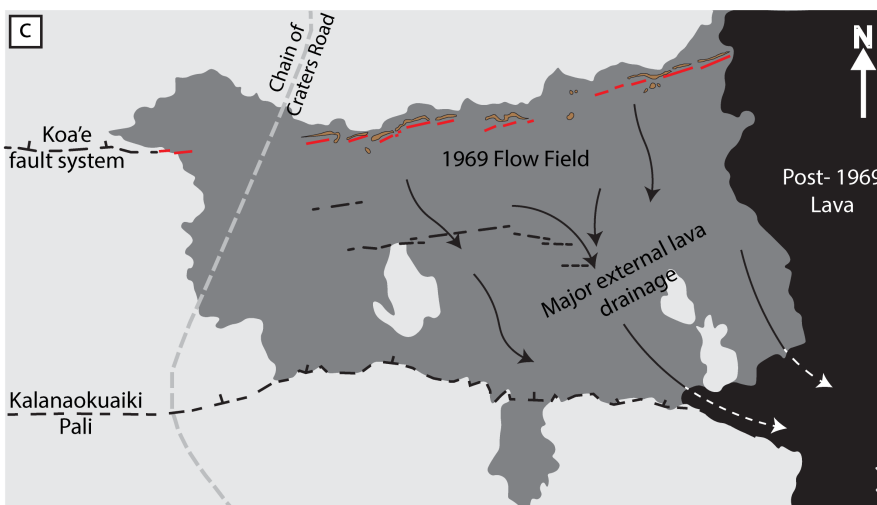 C
Chain of
Craters Road
N
Koa'e
fault system
1969 Flow Field
Post- 1969
Lava
Major external lava
drainage
Kalanaokuaiki
Pali